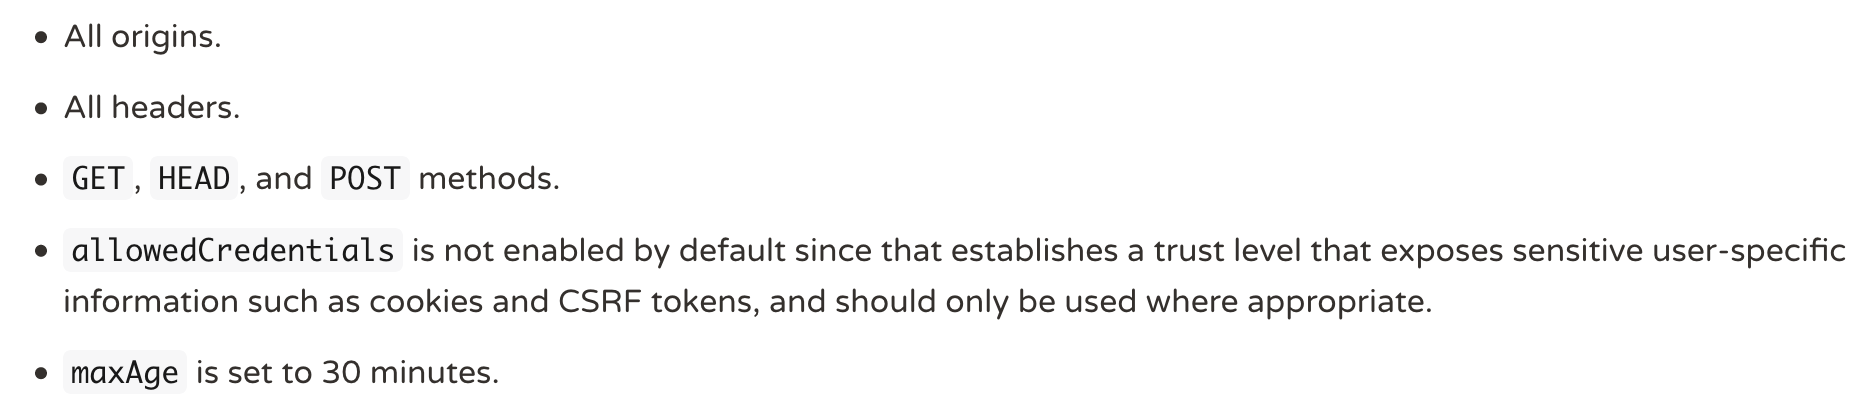 • All origins.
• All headers.
• GET, HEAD, and POST methods.
• allowedCredentials is not enabled by default since that establishes a trust level that exposes sensitive user-specific
information such as cookies and CSRF tokens, and should only be used where appropriate.
• maxAge is set to 30 minutes.